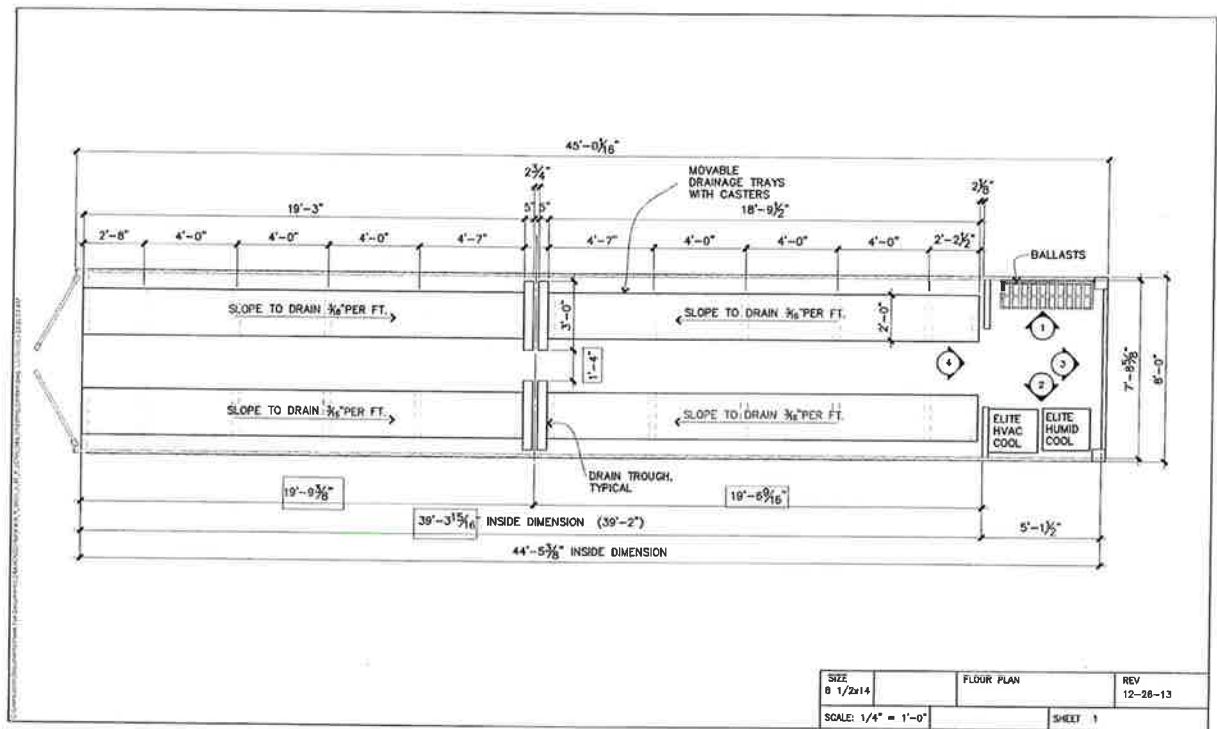 45'-0 1/16"
2 3/4"
MOVABLE
DRAINAGE TRAYS
WITH CASTERS
2 1/8"
19'-3"
5"
5"
18'-9 1/2"
2'-8"
4'-0"
4'-0"
4'-0"
4'-7"
4'-7"
4'-0"
4'-0"
4'-0"
2'-2 1/2"
BALLASTS
SLOPE TO DRAIN 3/16" PER FT.
3'-0"
SLOPE TO DRAIN 3/16" PER FT.
2'-0"
1
1'-4"
4
3
7'-8 5/8"
8'-0"
2
SLOPE TO DRAIN 3/16" PER FT.
SLOPE TO DRAIN 3/16" PER FT.
ELITE
HVAC
COOL
ELITE
HUMID
COOL
DRAIN TROUGH,
TYPICAL
19'-9 3/8"
19'-6 9/16"
39'-3 15/16" INSIDE DIMENSION (39'-2")
5'-1 1/2"
44'-5 3/8" INSIDE DIMENSION
SIZE
8 1/2x14
FLOOR PLAN
REV
12-26-13
SCALE: 1/4" = 1'-0"
SHEET 1